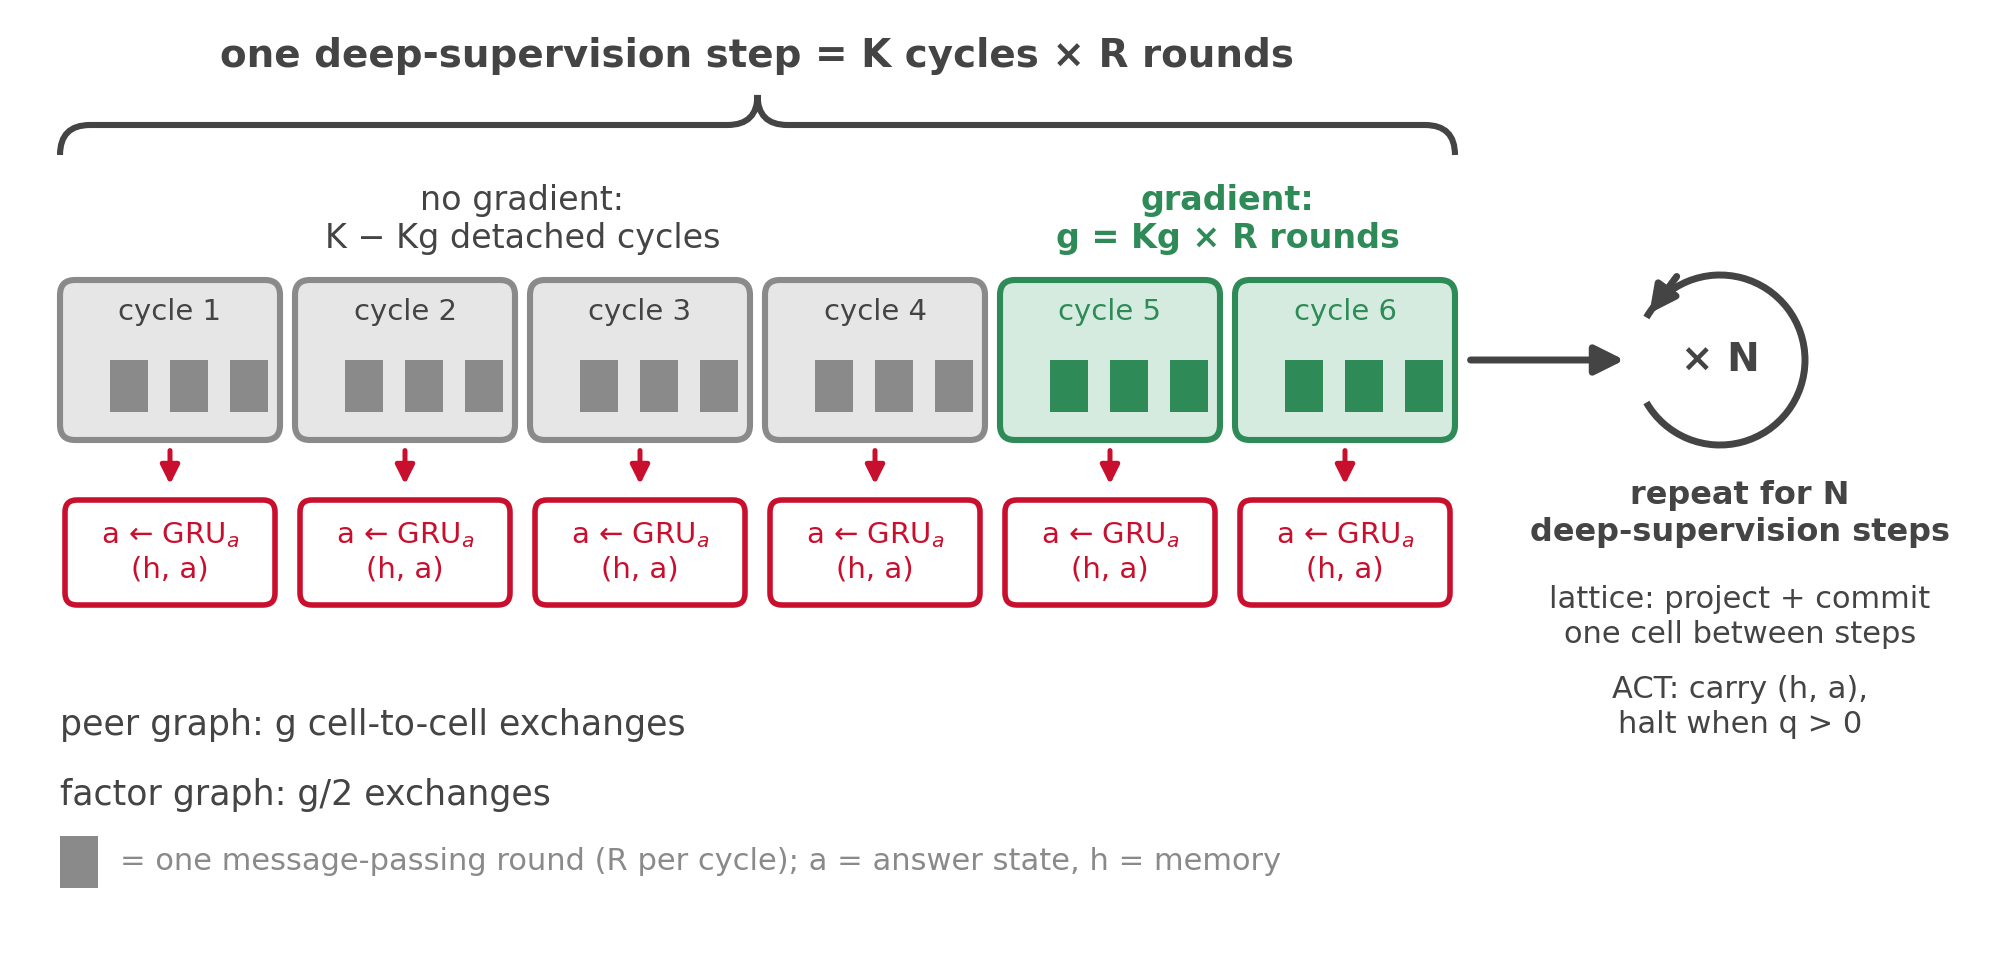 one deep-supervision step = K cycles × R rounds
no gradient:
K − Kg detached cycles
gradient:
g = Kg × R rounds
cycle 1
cycle 2
cycle 3
cycle 4
cycle 5
cycle 6
× N
a ← GRUₐ
(h, a)
a ← GRUₐ
(h, a)
a ← GRUₐ
(h, a)
a ← GRUₐ
(h, a)
a ← GRUₐ
(h, a)
a ← GRUₐ
(h, a)
repeat for N
deep-supervision steps
lattice: project + commit
one cell between steps
ACT: carry (h, a),
halt when q > 0
peer graph: g cell-to-cell exchanges
factor graph: g/2 exchanges
= one message-passing round (R per cycle); a = answer state, h = memory